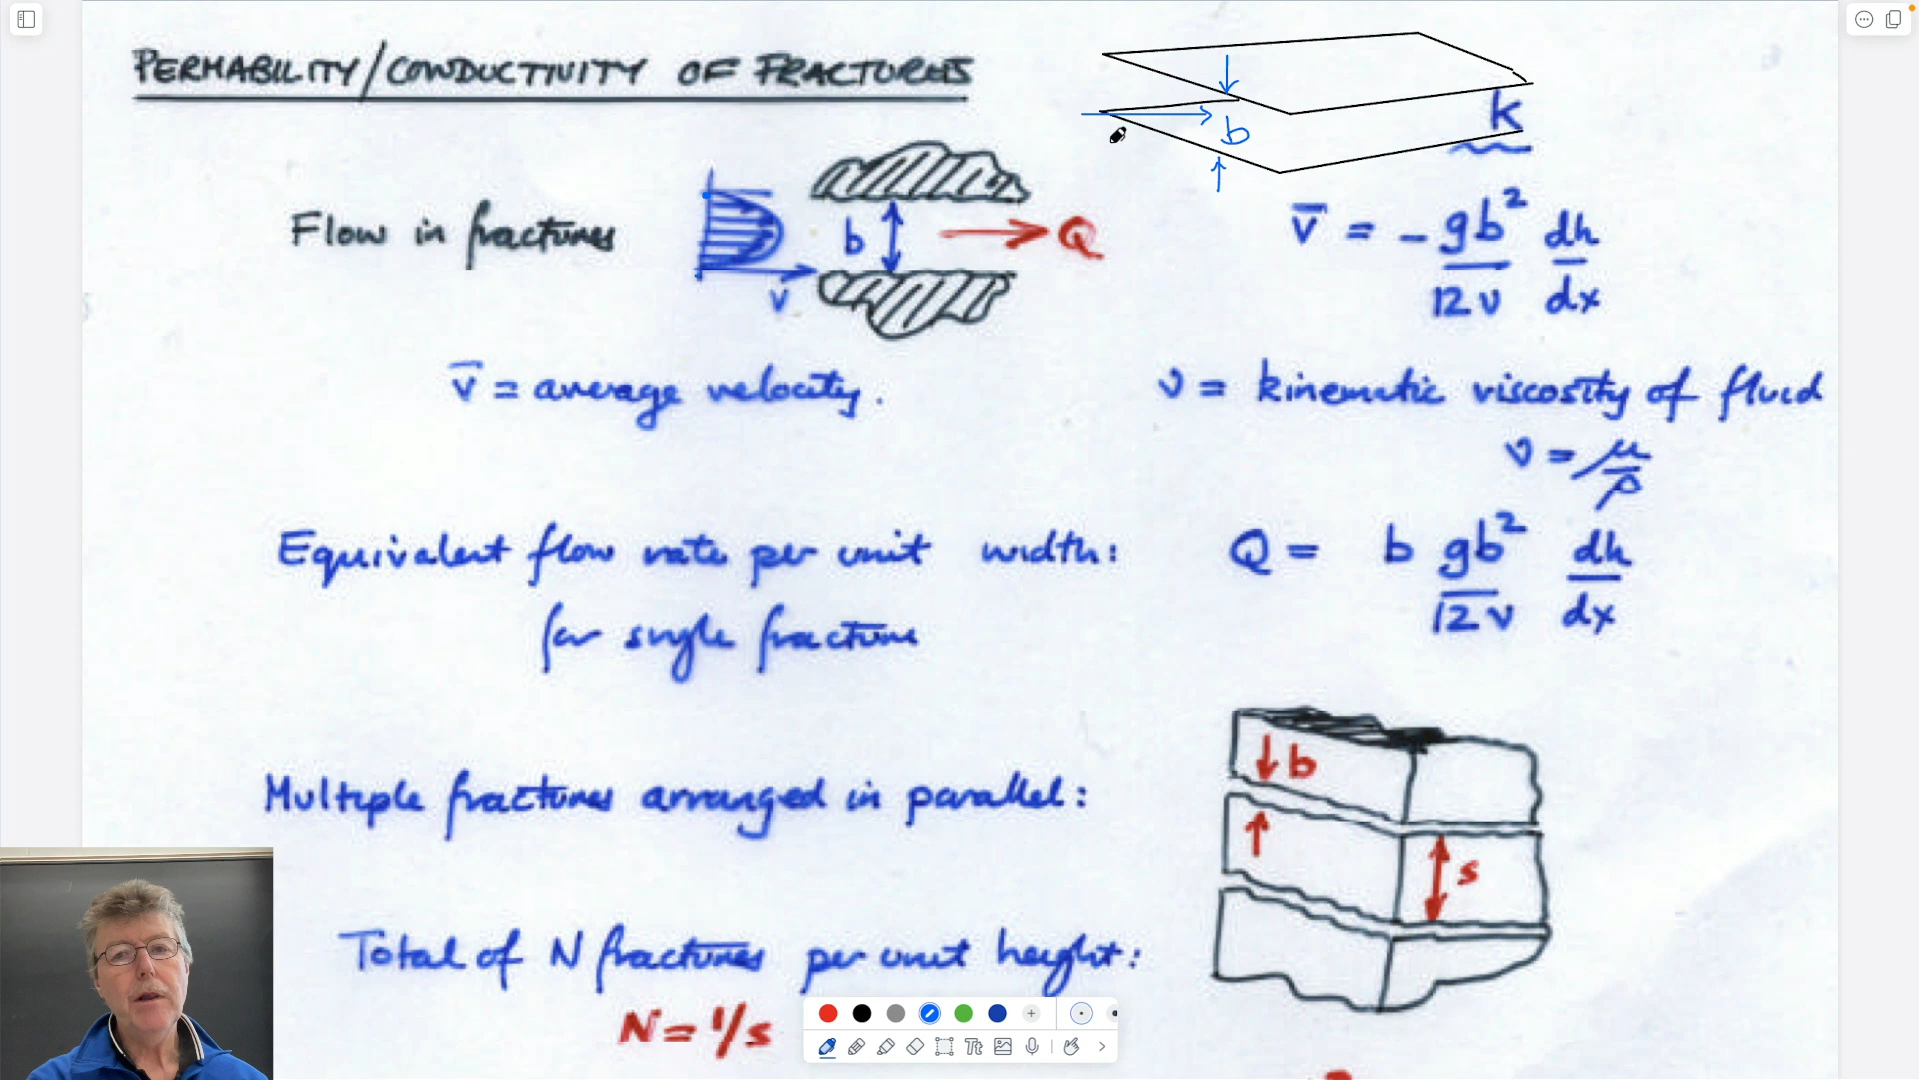 PERMABILITY/CONDUCTIVITY OF FRACTURES
k
b
Flow in fractures
b
Q
v
v̄ = - gb²/12ν dh/dx
v̄ = average velocity.
ν = kinematic viscosity of fluid
ν = μ/ρ
Equivalent flow rate per unit width:
for single fracture
Q = b gb²/12ν dh/dx
Multiple fractures arranged in parallel:
b
s
Total of N fractures per unit height:
N = 1/s
Tt